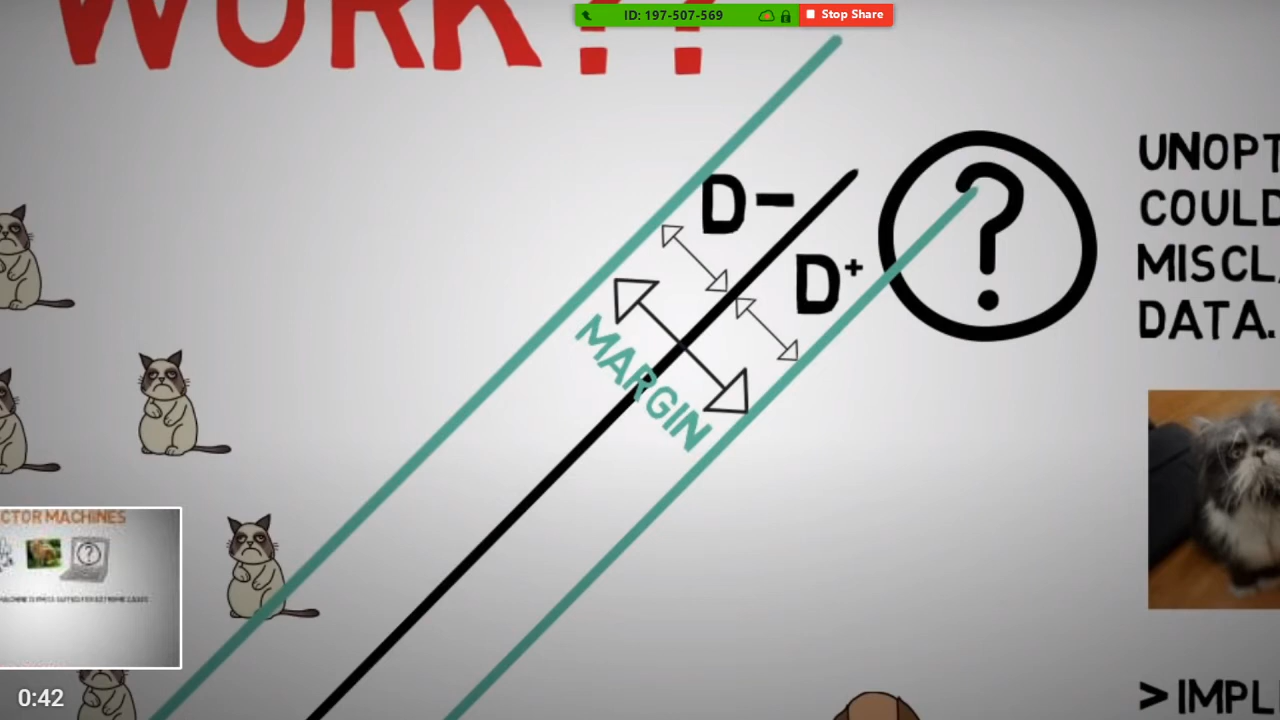 WORK
ID: 197-507-569
Stop Share
D-
D+
?
MARGIN
UNOPT
COULD
MISCL
DATA.
CTOR MACHINES
?
0:42
> IMPL